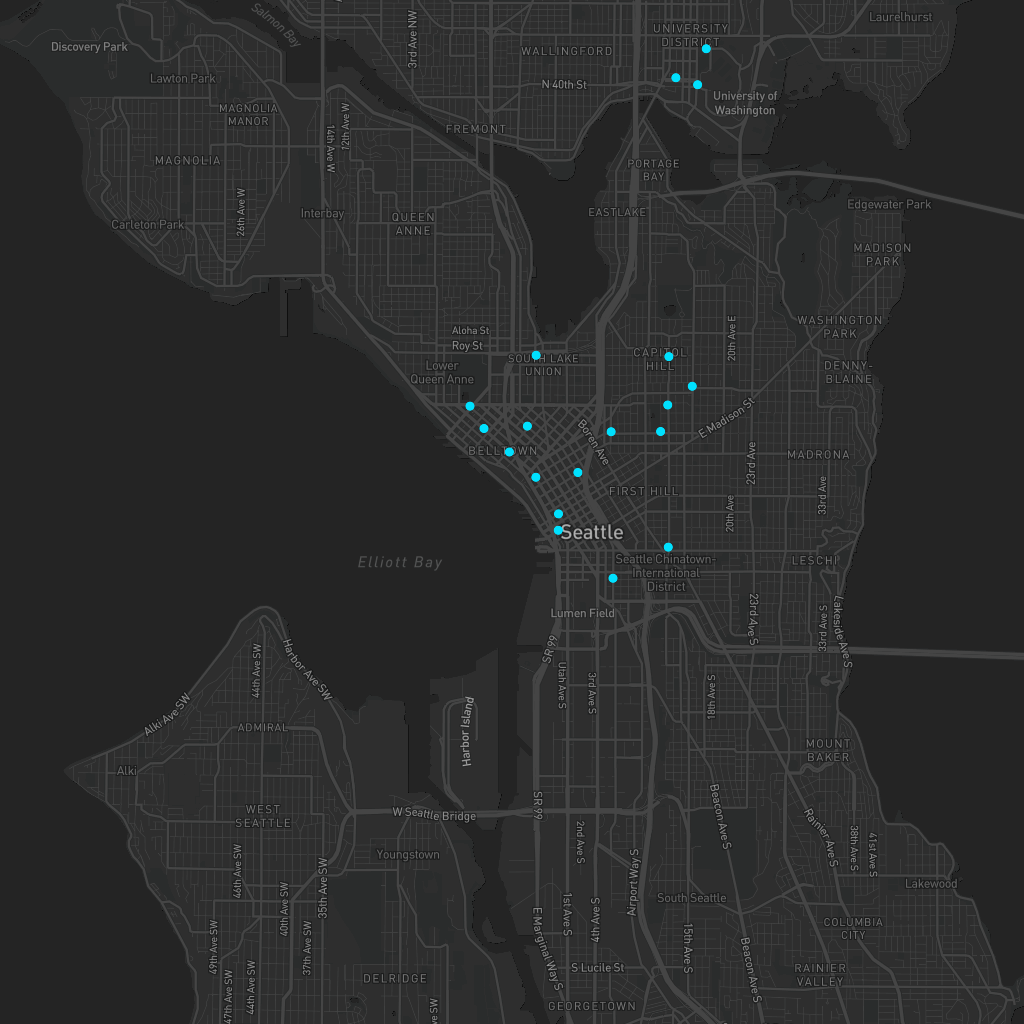 Salmon Bay
3rd Ave NW
Discovery Park
UNIVERSITY
DISTRICT
Laurelhurst
WALLINGFORD
Lawton Park
N 40th St
University of
Washington
MAGNOLIA
MANOR
12th Ave W
14th Ave W
FREMONT
MAGNOLIA
PORTAGE
BAY
26th Ave W
Interbay
QUEEN
ANNE
EASTLAKE
Edgewater Park
Carleton Park
MADISON
PARK
Aloha St
Roy St
20th Ave E
WASHINGTON
PARK
SOUTH LAKE
UNION
CAPITOL
HILL
Lower
Queen Anne
DENNY-
BLAINE
Boren Ave
E Madison St
BELLTOWN
23rd Ave
MADRONA
FIRST HILL
20th Ave
33rd Ave
Seattle
Elliott Bay
Seattle Chinatown-
International
District
LESCHI
Lumen Field
23rd Ave S
33rd Ave S
Lakeside Ave S
SR 99
Harbor Ave SW
44th Ave SW
Utah Ave S
3rd Ave S
18th Ave S
Alki Ave SW
Harbor Island
ADMIRAL
MOUNT
BAKER
Alki
WEST
SEATTLE
W Seattle Bridge
SR 99
2nd Ave S
Beacon Ave S
Rainier Ave S
38th Ave S
41st Ave S
Youngstown
46th Ave SW
40th Ave SW
35th Ave SW
Airport Way S
South Seattle
Lakewood
49th Ave SW
37th Ave SW
E Marginal Way S
1st Ave S
4th Ave S
15th Ave S
Beacon Ave S
COLUMBIA
CITY
47th Ave SW
44th Ave SW
DELRIDGE
S Lucile St
RAINIER
VALLEY
GEORGETOWN